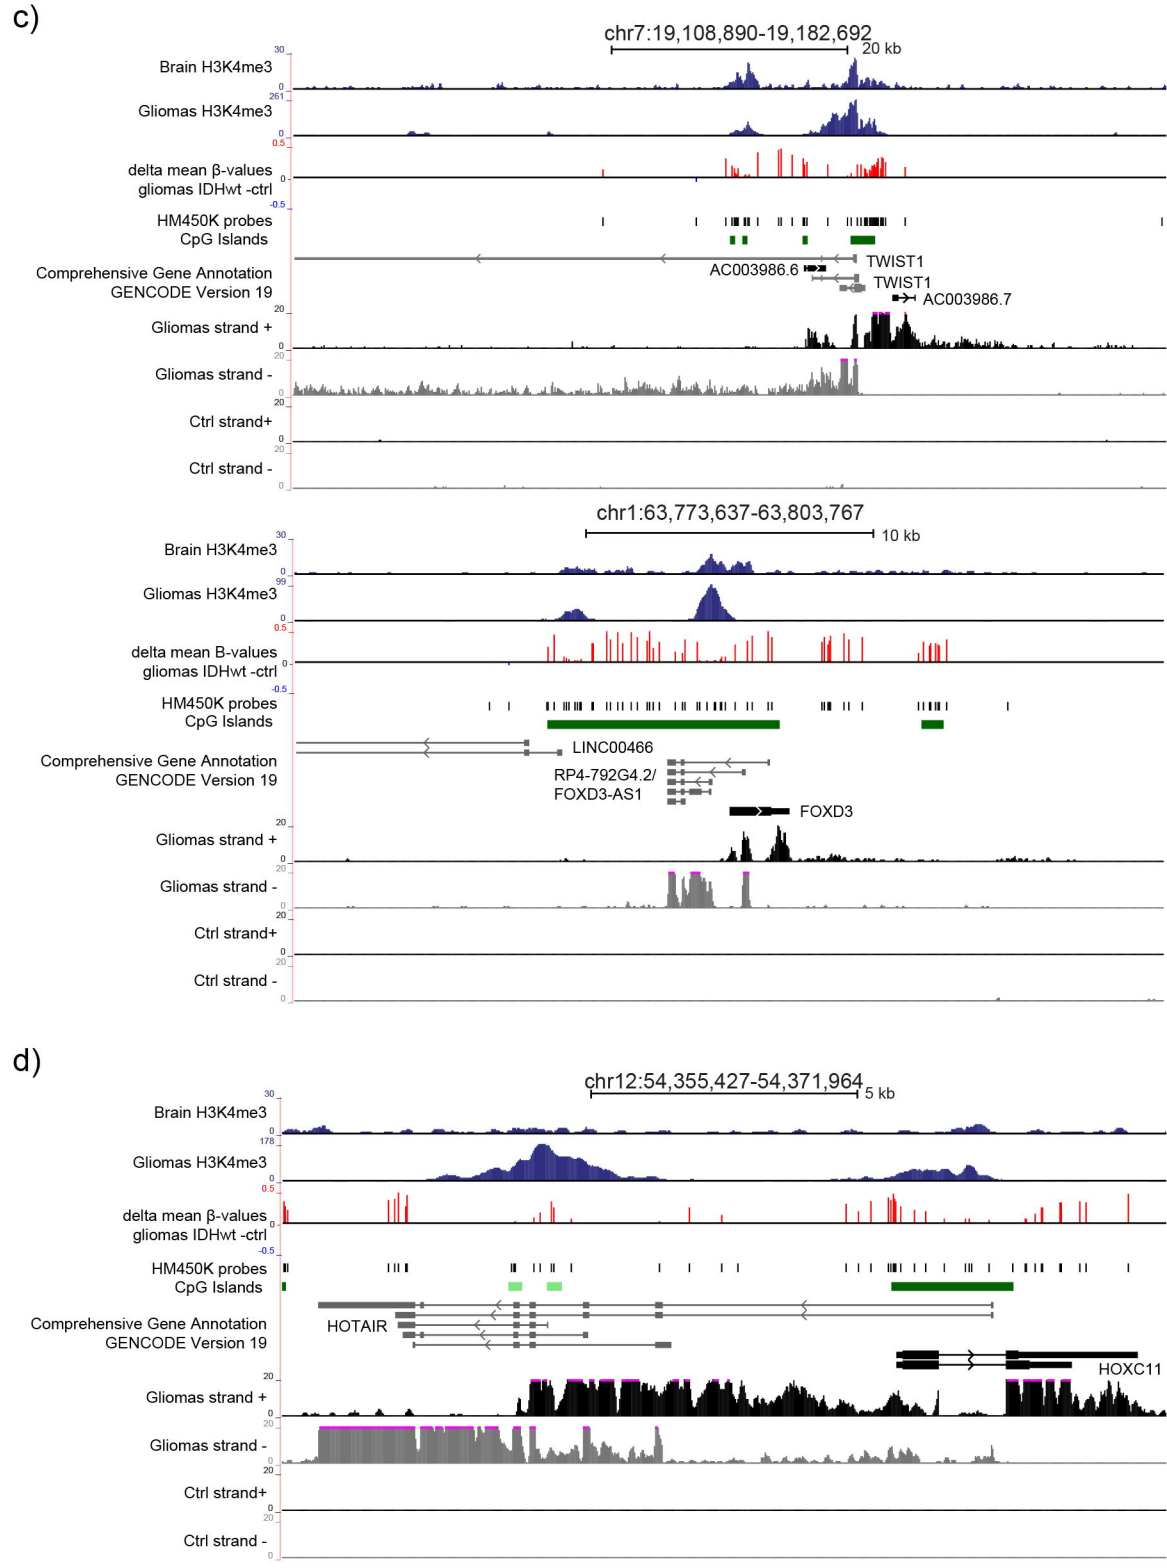 c)
chr7:19,108,890-19,182,692
20 kb
30
Brain H3K4me3
0
261
Gliomas H3K4me3
0
0.5
delta mean β-values
gliomas IDHwt -ctrl
0
-0.5
HM450K probes
CpG Islands
TWIST1
AC003986.6
Comprehensive Gene Annotation
TWIST1
GENCODE Version 19
AC003986.7
20
Gliomas strand +
0
20
Gliomas strand -
0
20
Ctrl strand+
0
20
Ctrl strand -
0
chr1:63,773,637-63,803,767
10 kb
30
Brain H3K4me3
0
99
Gliomas H3K4me3
0
0.5
delta mean B-values
gliomas IDHwt -ctrl
0
-0.5
HM450K probes
CpG Islands
LINC00466
Comprehensive Gene Annotation
GENCODE Version 19
RP4-792G4.2/
FOXD3-AS1
FOXD3
20
Gliomas strand +
0
20
Gliomas strand -
0
20
Ctrl strand+
0
20
Ctrl strand -
0
d)
chr12:54,355,427-54,371,964
5 kb
30
Brain H3K4me3
0
178
Gliomas H3K4me3
0
0.5
delta mean β-values
gliomas IDHwt -ctrl
0
-0.5
HM450K probes
CpG Islands
Comprehensive Gene Annotation
HOTAIR
GENCODE Version 19
HOXC11
20
Gliomas strand +
0
20
Gliomas strand -
0
20
Ctrl strand+
0
20
Ctrl strand -
0